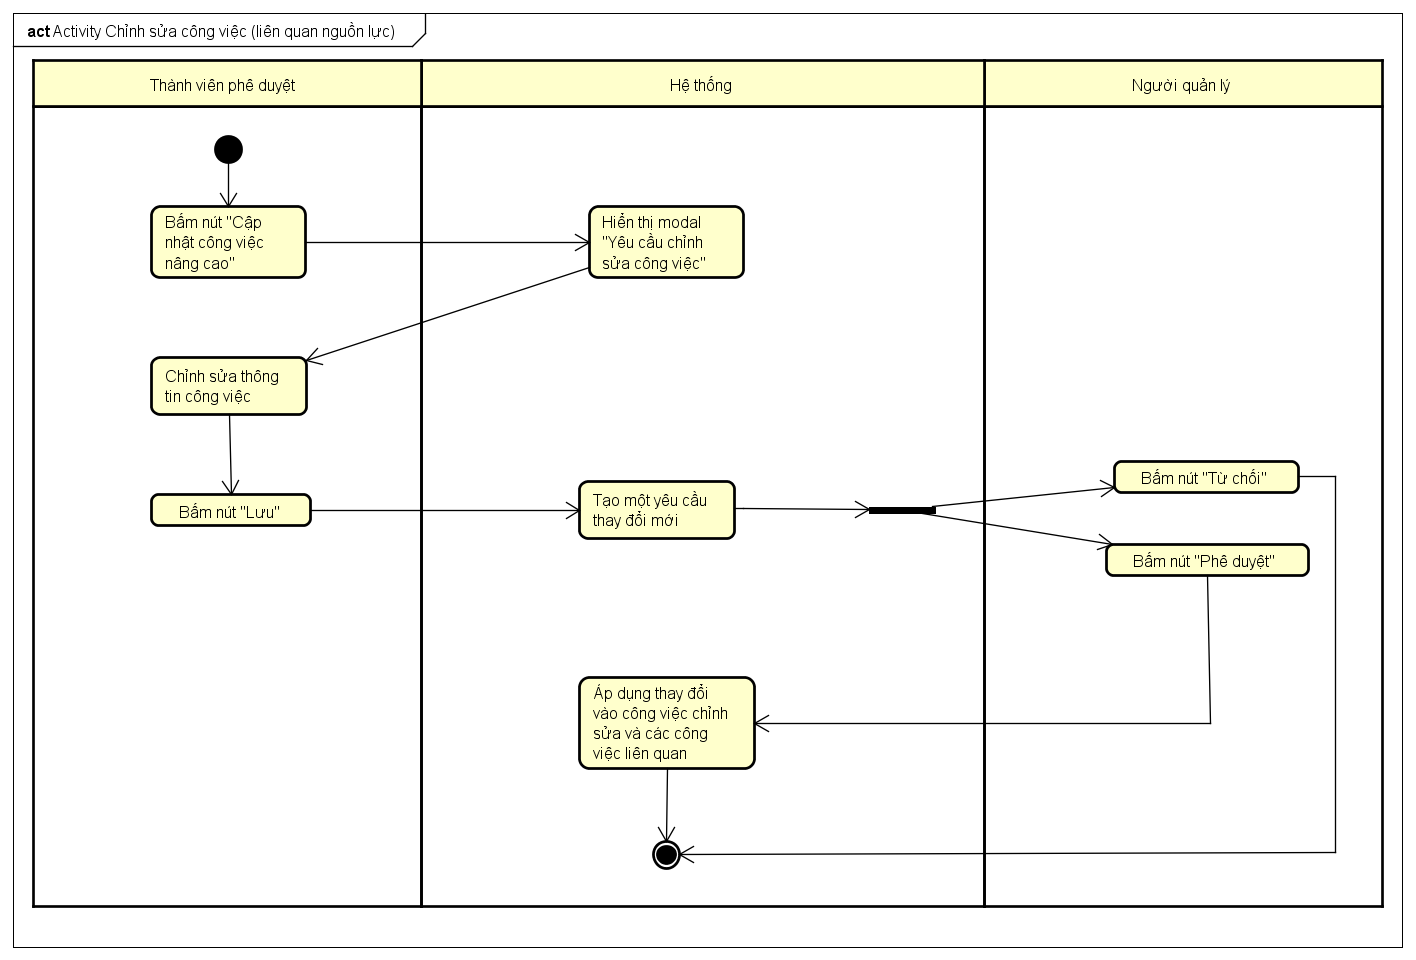 act Activity Chỉnh sửa công việc (liên quan nguồn lực)
Thành viên phê duyệt
Hệ thống
Người quản lý
Bấm nút "Cập
nhật công việc
nâng cao"
Hiển thị modal
"Yêu cầu chỉnh
sửa công việc"
Chỉnh sửa thông
tin công việc
Bấm nút "Lưu"
Tạo một yêu cầu
thay đổi mới
Bấm nút "Từ chối"
Bấm nút "Phê duyệt"
Áp dụng thay đổi
vào công việc chỉnh
sửa và các công
việc liên quan